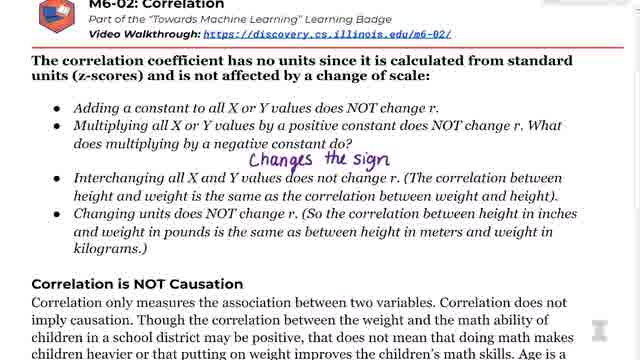 M6-02: Correlation
Part of the “Towards Machine Learning” Learning Badge
Video Walkthrough: https://discovery.cs.illinois.edu/m6-02/
The correlation coefficient has no units since it is calculated from standard
units (z-scores) and is not affected by a change of scale:
● Adding a constant to all X or Y values does NOT change r.
● Multiplying all X or Y values by a positive constant does NOT change r. What
does multiplying by a negative constant do?
Changes the sign
● Interchanging all X and Y values does not change r. (The correlation between
height and weight is the same as the correlation between weight and height).
● Changing units does NOT change r. (So the correlation between height in inches
and weight in pounds is the same as between height in meters and weight in
kilograms.)
Correlation is NOT Causation
Correlation only measures the association between two variables. Correlation does not
imply causation. Though the correlation between the weight and the math ability of
children in a school district may be positive, that does not mean that doing math makes
children heavier or that putting on weight improves the children’s math skills. Age is a